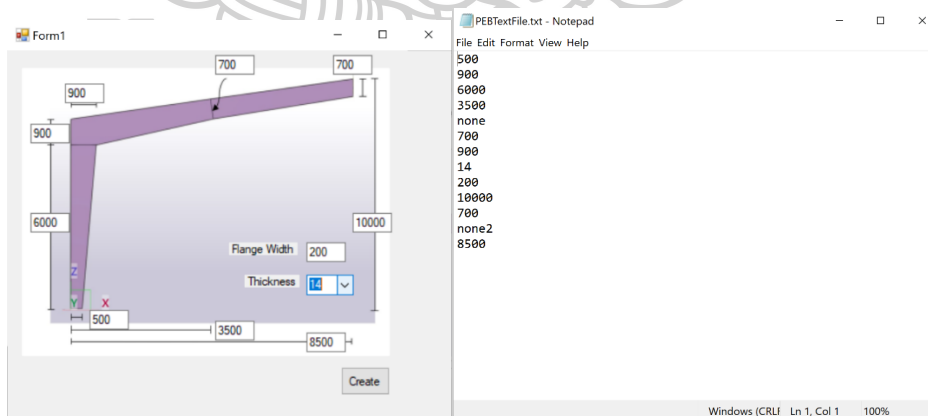 Form1
700
700
900
900
6000
10000
Flange Width 200
Thickness 14
Z
Y X
500
3500
8500
Create
PEBTextFile.txt - Notepad
File Edit Format View Help
500
900
6000
3500
none
700
900
14
200
10000
700
none2
8500
Windows (CRLF Ln 1, Col 1 100%